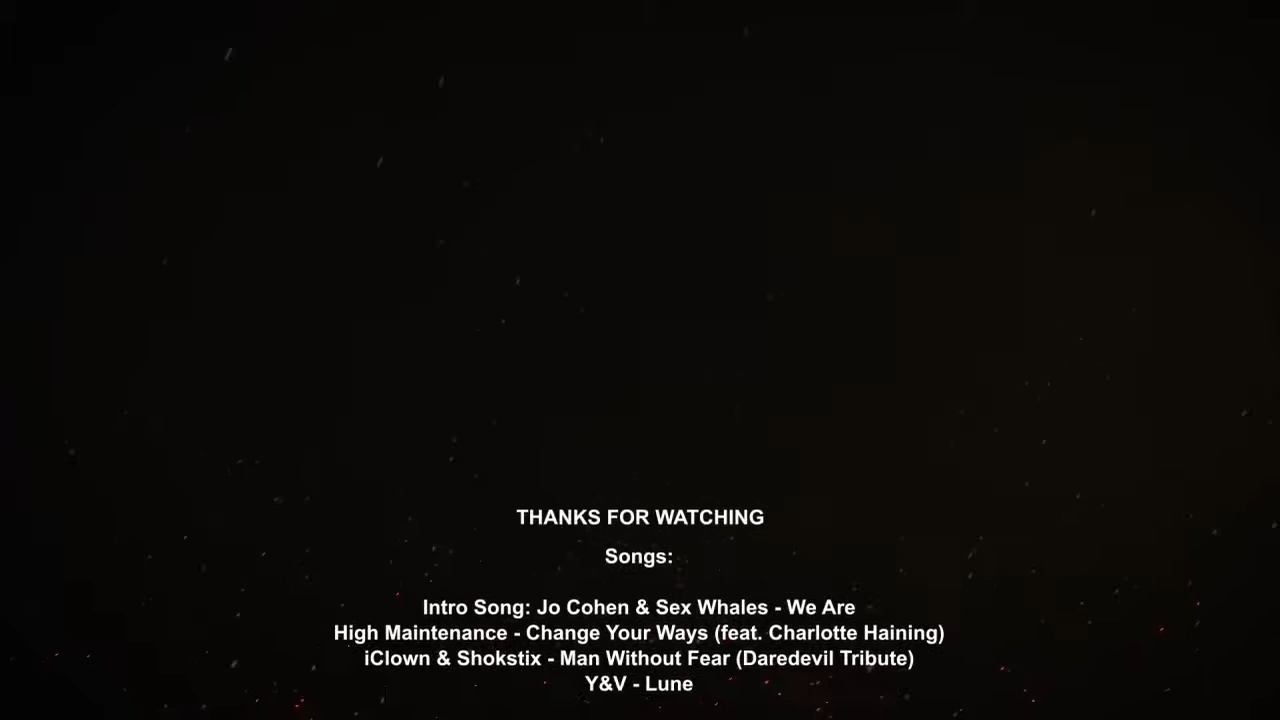 THANKS FOR WATCHING
Songs:
Intro Song: Jo Cohen & Sex Whales - We Are
High Maintenance - Change Your Ways (feat. Charlotte Haining)
iClown & Shokstix - Man Without Fear (Daredevil Tribute)
Y&V - Lune